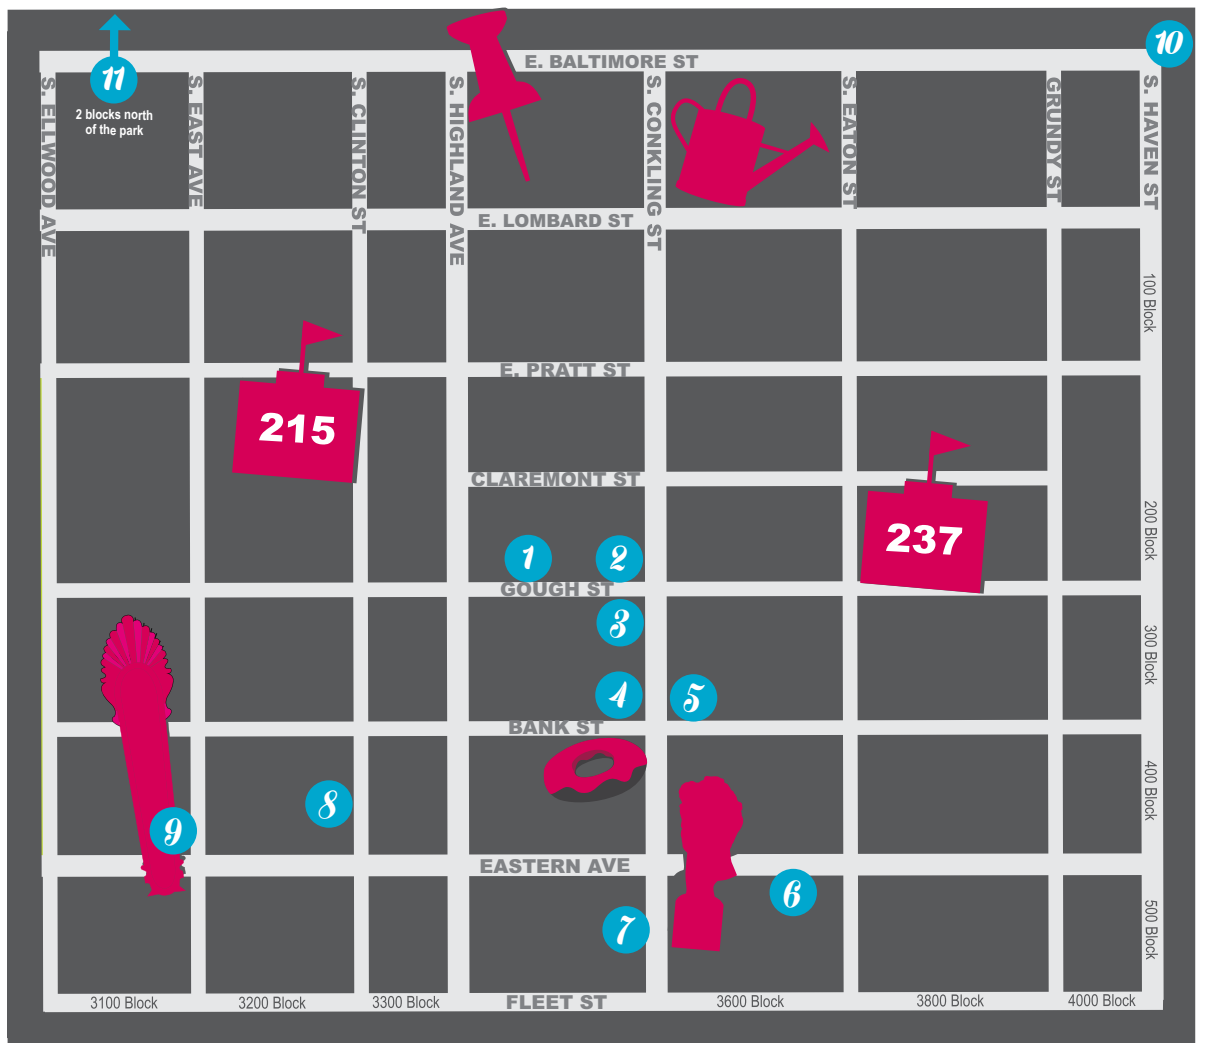 10
E. BALTIMORE ST
11
2 blocks north
of the park
S. ELLWOOD AVE
S. EAST AVE
S. CLINTON ST
S. HIGHLAND AVE
S. CONKLING ST
S. EATON ST
GRUNDY ST
S. HAVEN ST
E. LOMBARD ST
100 Block
E. PRATT ST
215
CLAREMONT ST
237
200 Block
1
2
GOUGH ST
3
300 Block
4
5
BANK ST
400 Block
8
9
EASTERN AVE
6
7
500 Block
3100 Block
3200 Block
3300 Block
FLEET ST
3600 Block
3800 Block
4000 Block